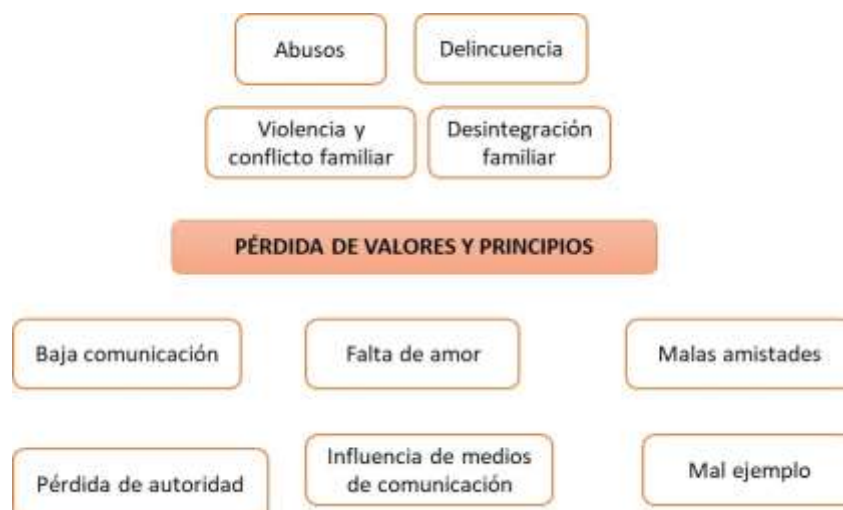 Abusos
Delincuencia
Violencia y
conflicto familiar
Desintegración
familiar
PÉRDIDA DE VALORES Y PRINCIPIOS
Baja comunicación
Falta de amor
Malas amistades
Pérdida de autoridad
Influencia de medios
de comunicación
Mal ejemplo